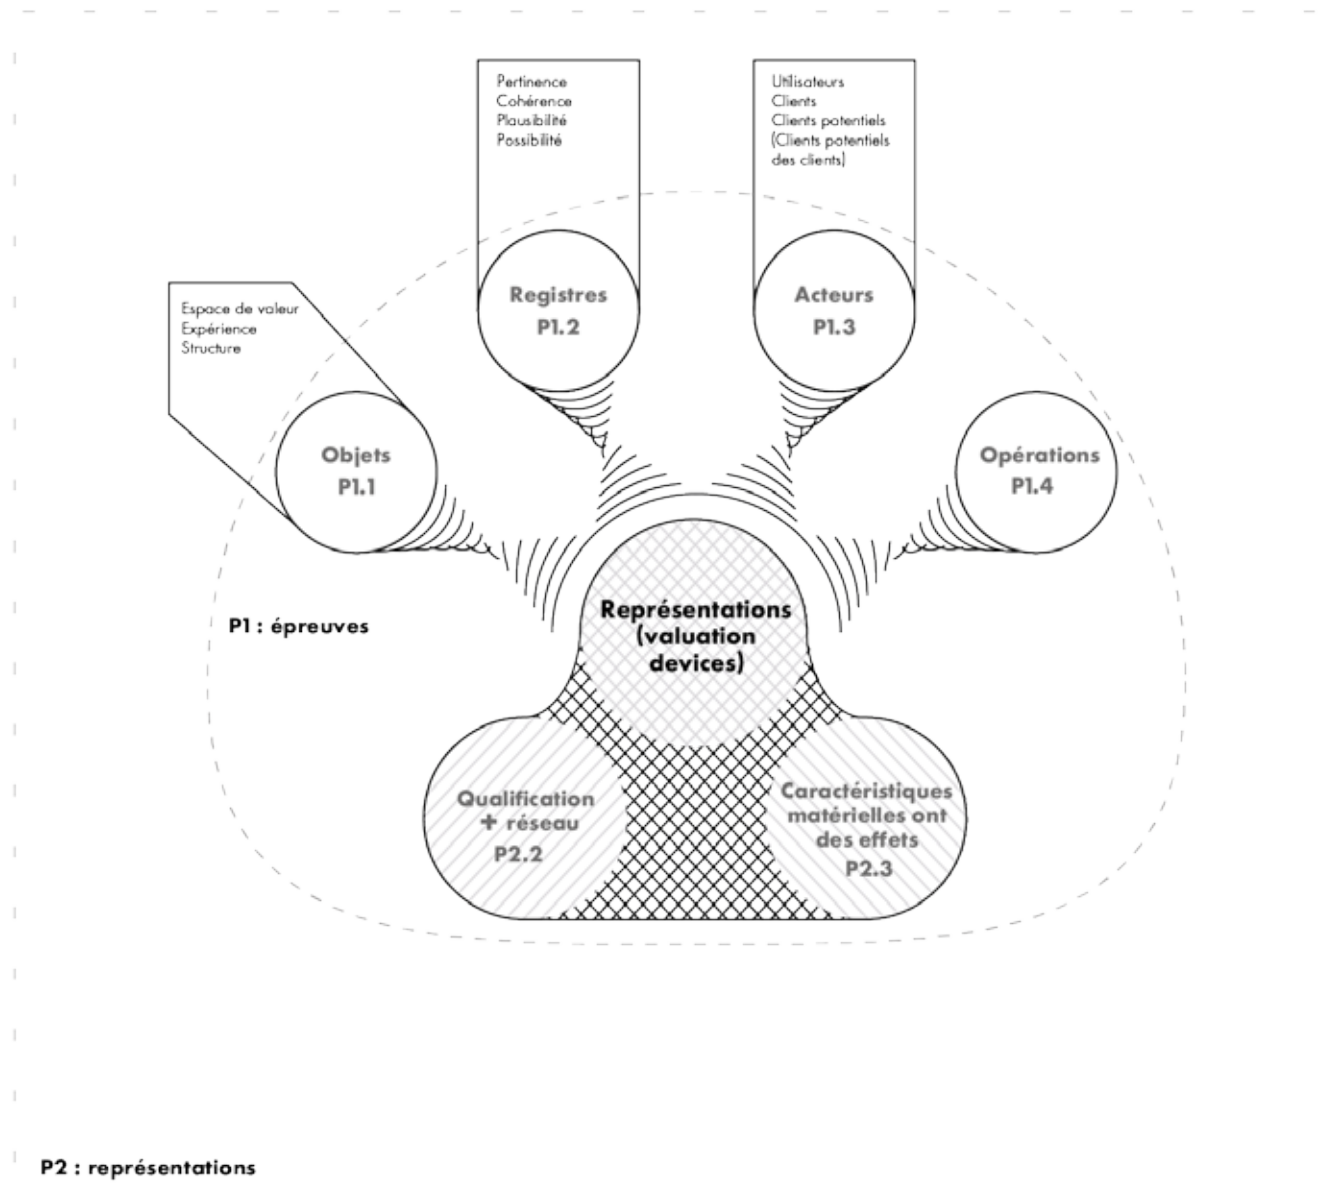 Pertinence
Cohérence
Plausibilité
Possibilité
Utilisateurs
Clients
Clients potentiels
(Clients potentiels
des clients)
Registres
P1.2
Acteurs
P1.3
Espace de valeur
Expérience
Structure
Objets
P1.1
Opérations
P1.4
P1 : épreuves
Représentations
(valuation
devices)
Qualification
+ réseau
P2.2
Caractéristiques
matérielles ont
des effets
P2.3
P2 : représentations